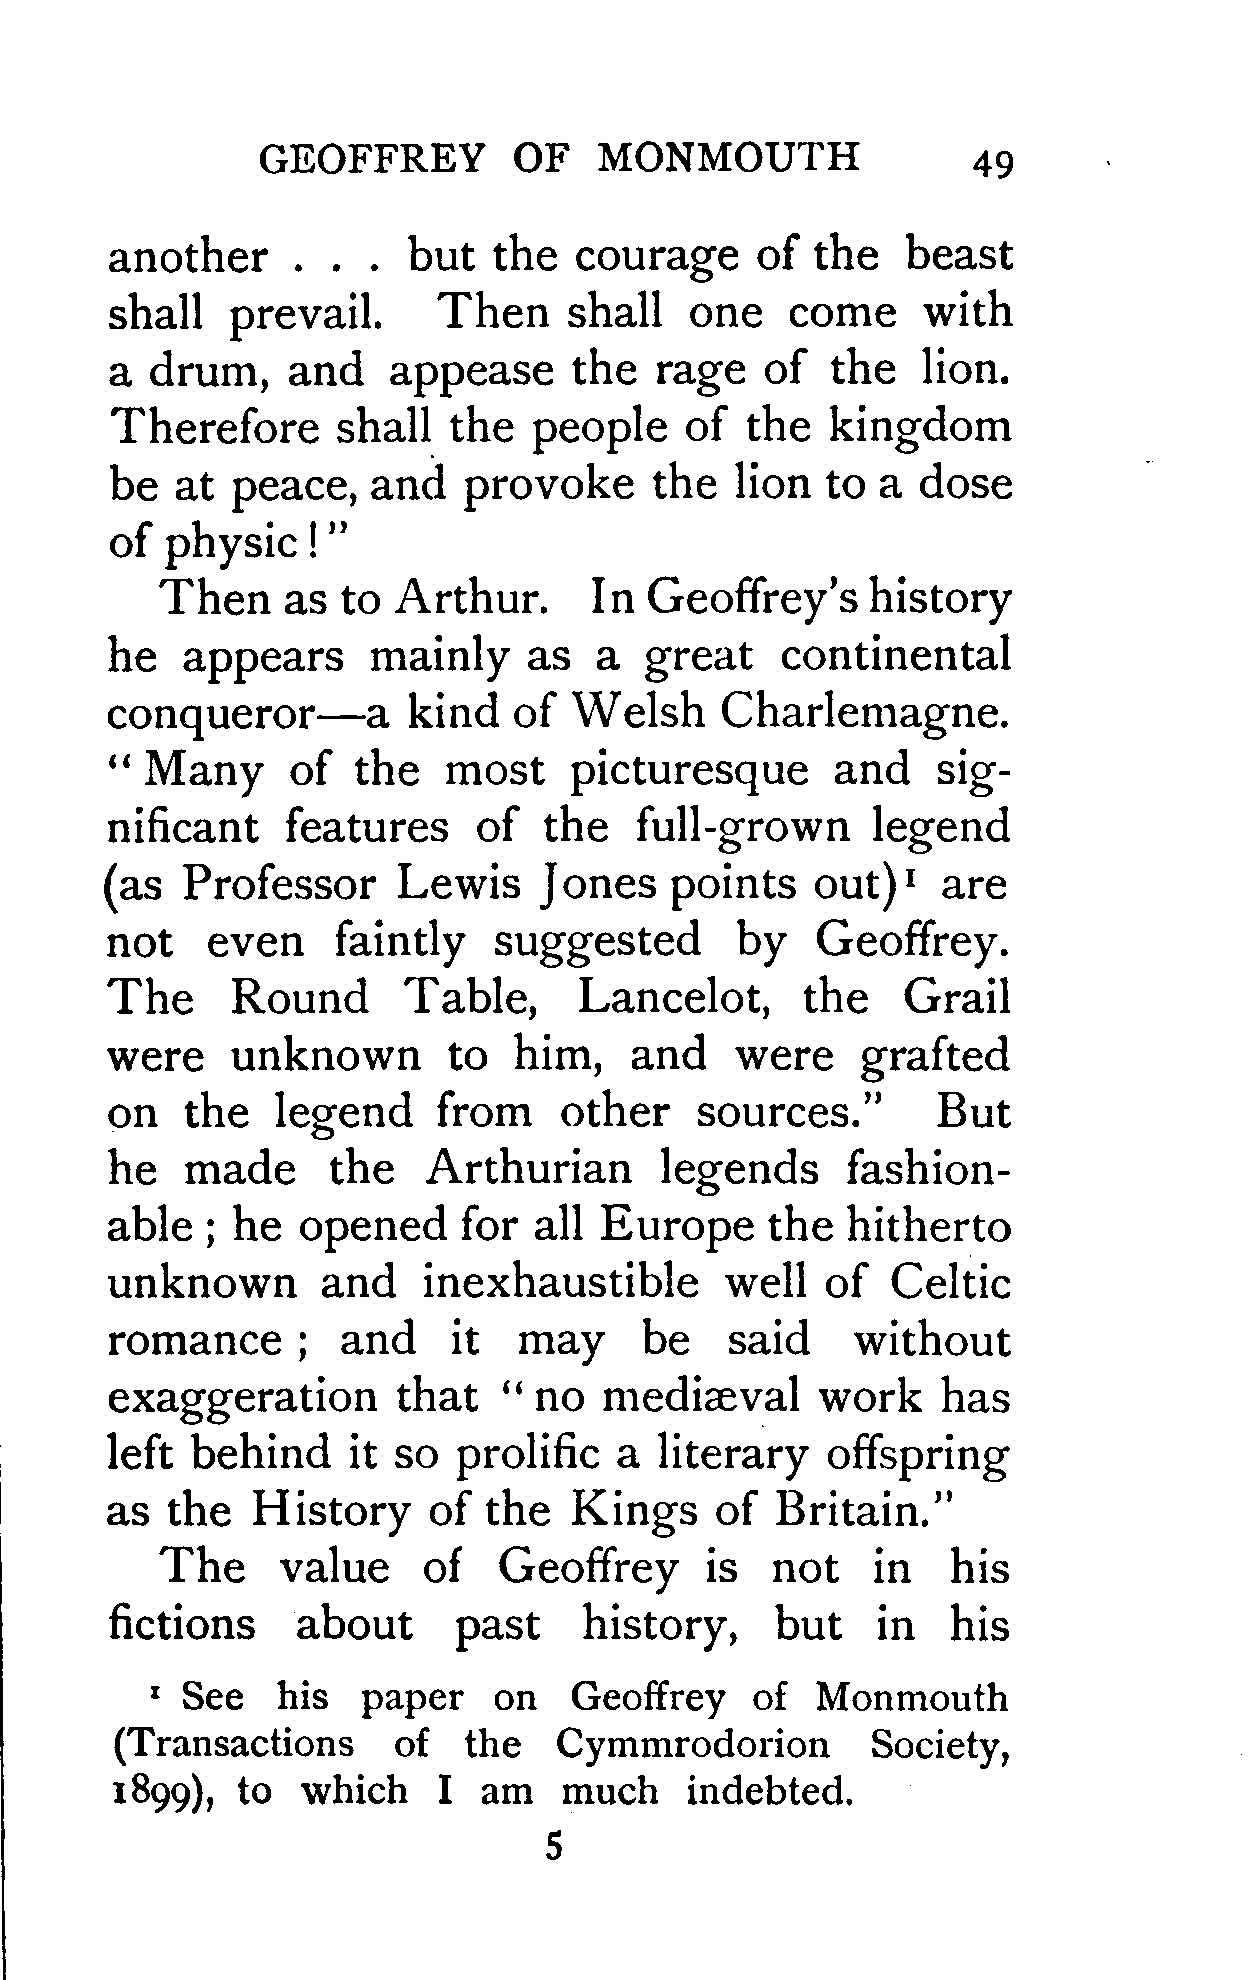 GEOFFREY OF MONMOUTH 49
another . . . but the courage of the beast
shall prevail. Then shall one come with
a drum, and appease the rage of the lion.
Therefore shall the people of the kingdom
be at peace, and provoke the lion to a dose
of physic ! "
Then as to Arthur. In Geoffrey's history
he appears mainly as a great continental
conqueror—a kind of Welsh Charlemagne.
" Many of the most picturesque and sig-
nificant features of the full-grown legend
(as Professor Lewis Jones points out)¹ are
not even faintly suggested by Geoffrey.
The Round Table, Lancelot, the Grail
were unknown to him, and were grafted
on the legend from other sources." But
he made the Arthurian legends fashion-
able ; he opened for all Europe the hitherto
unknown and inexhaustible well of Celtic
romance ; and it may be said without
exaggeration that " no mediæval work has
left behind it so prolific a literary offspring
as the History of the Kings of Britain."
The value of Geoffrey is not in his
fictions about past history, but in his
¹ See his paper on Geoffrey of Monmouth
(Transactions of the Cymmrodorion Society,
1899), to which I am much indebted.
5